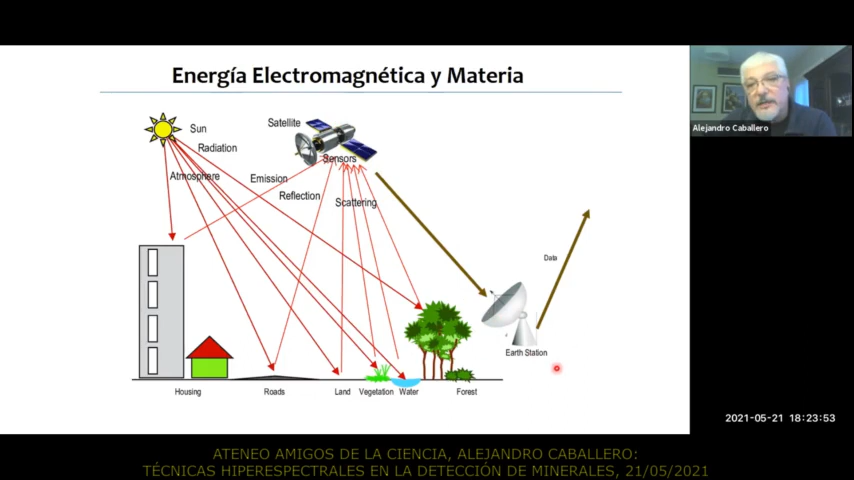 Energía Electromagnética y Materia
Alejandro Caballero
Sun
Satellite
Radiation
Sensors
Atmosphere
Emission
Reflection
Scattering
Data
Earth Station
Housing
Roads
Land
Vegetation
Water
Forest
2021-05-21 18:23:53
ATENEO AMIGOS DE LA CIENCIA, ALEJANDRO CABALLERO:
TÉCNICAS HIPERESPECTRALES EN LA DETECCIÓN DE MINERALES, 21/05/2021